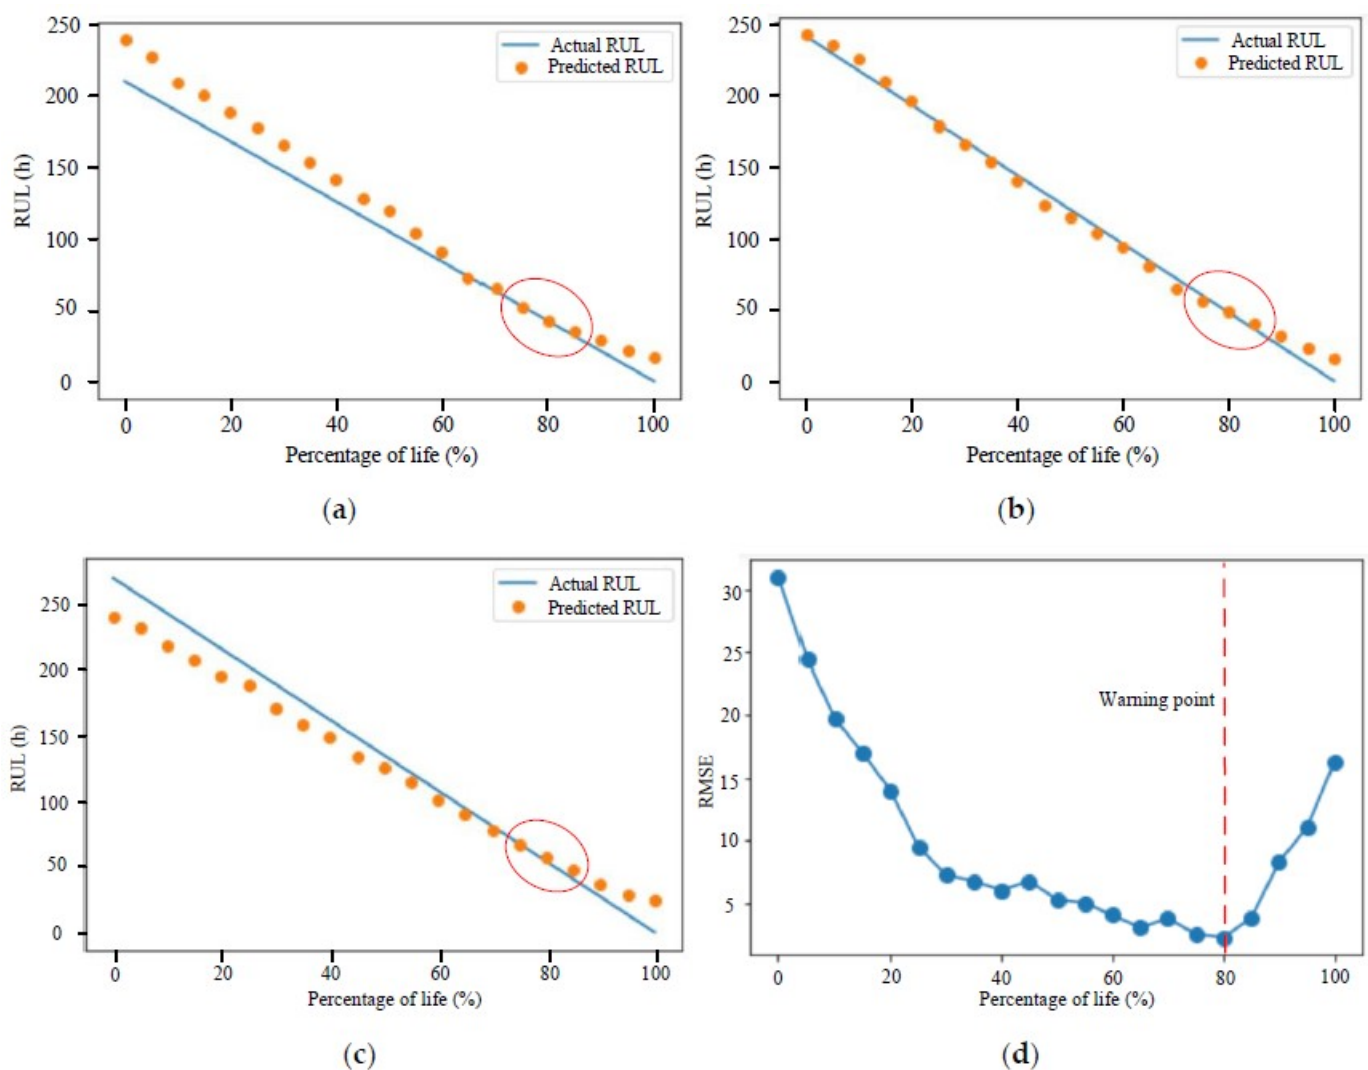 250
200
150
100
50
0
RUL (h)
Actual RUL
Predicted RUL
0 20 40 60 80 100
Percentage of life (%)
(a)
250
200
150
100
50
0
RUL (h)
Actual RUL
Predicted RUL
0 20 40 60 80 100
Percentage of life (%)
(b)
250
200
150
100
50
0
RUL (h)
Actual RUL
Predicted RUL
0 20 40 60 80 100
Percentage of life (%)
(c)
30
25
20
15
10
5
RMSE
Warning point
0 20 40 60 80 100
Percentage of life (%)
(d)